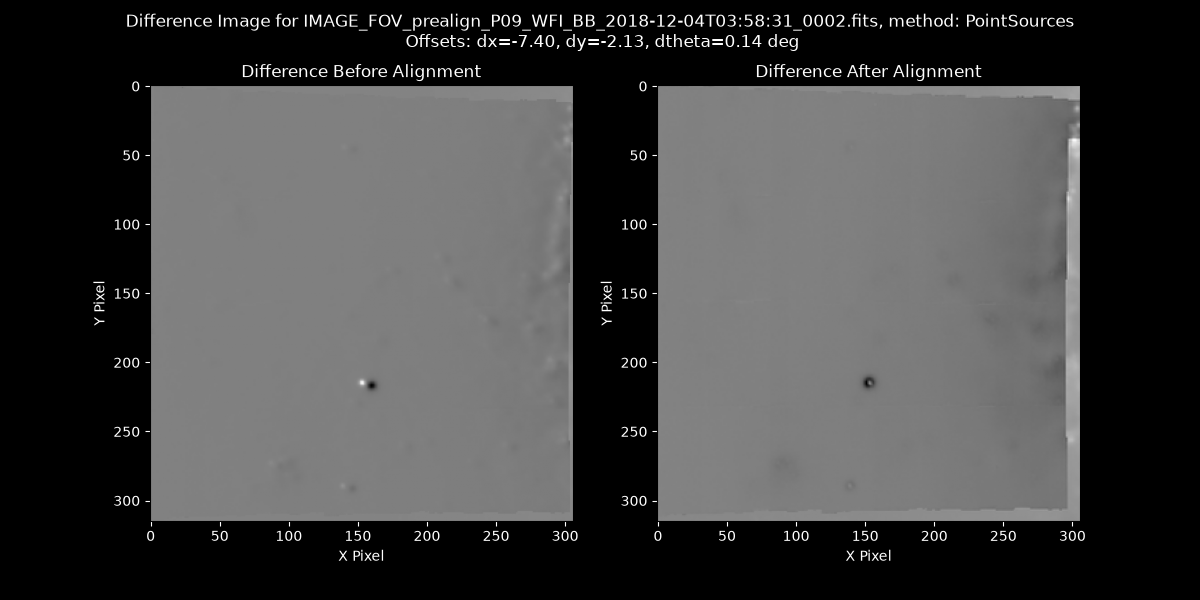 Difference Image for IMAGE_FOV_prealign_P09_WFI_BB_2018-12-04T03:58:31_0002.fits, method: PointSources
Offsets: dx=-7.40, dy=-2.13, dtheta=0.14 deg
Difference Before Alignment
0
50
100
150
200
250
300
Y Pixel
0 50 100 150 200 250 300
X Pixel
Difference After Alignment
0
50
100
150
200
250
300
Y Pixel
0 50 100 150 200 250 300
X Pixel